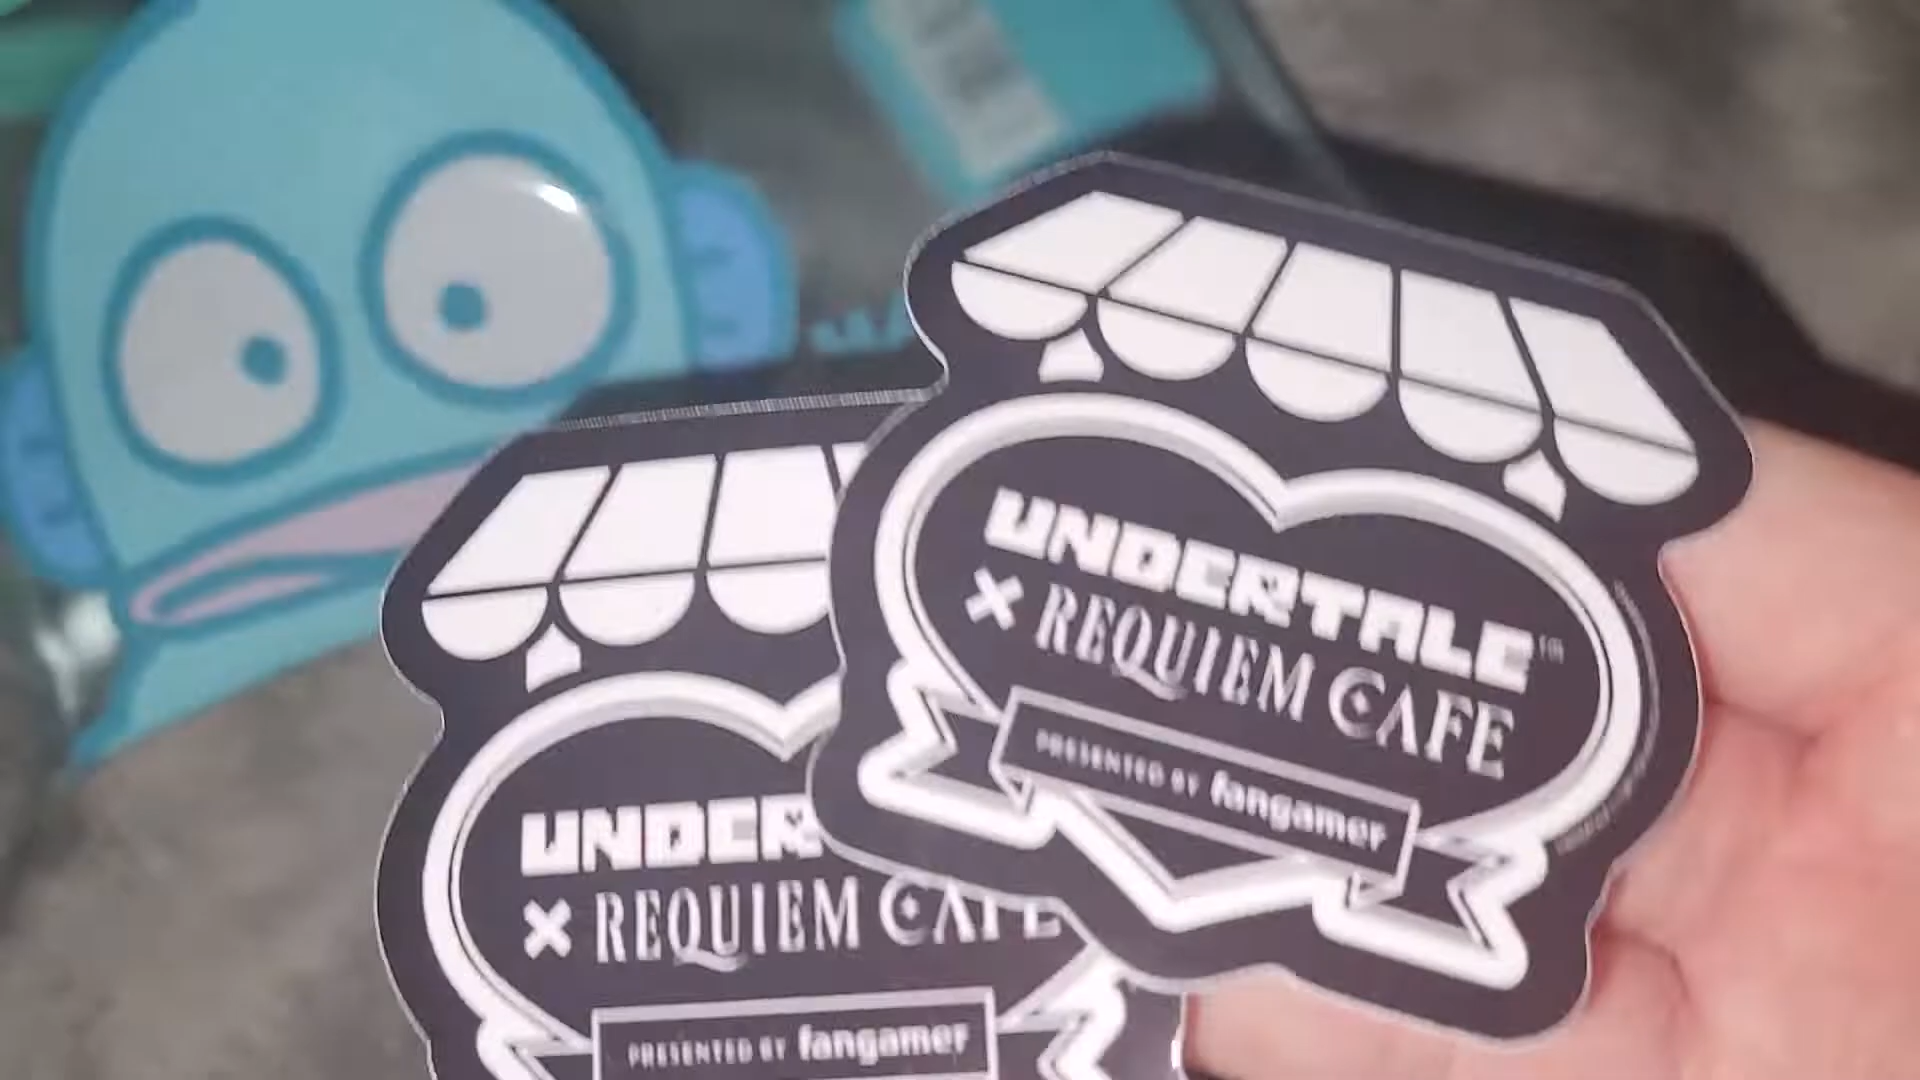 UNDERTALE™
× REQUIEM CAFE
PRESENTED BY fangamer
UNDER
× REQUIEM CAFE
PRESENTED BY fangamer